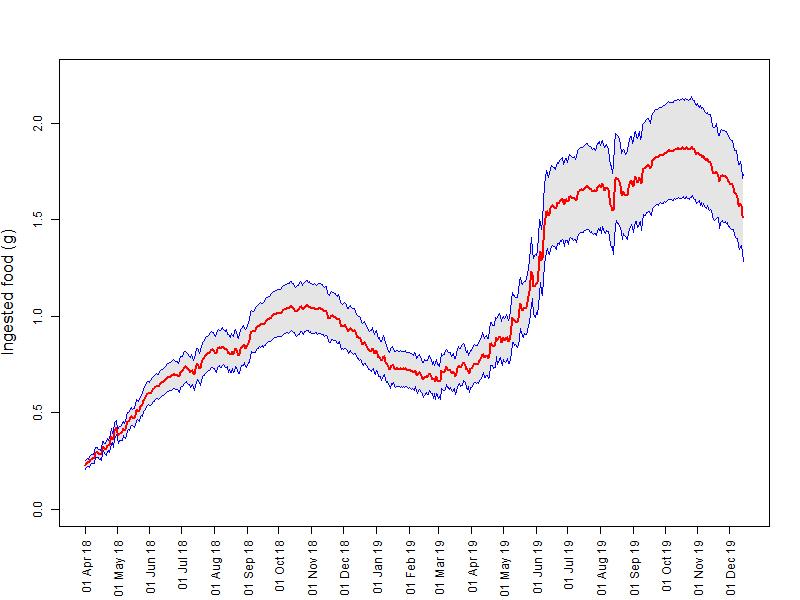 Ingested food (g)
2.0
1.5
1.0
0.5
0.0
01 Apr 18
01 May 18
01 Jun 18
01 Jul 18
01 Aug 18
01 Sep 18
01 Oct 18
01 Nov 18
01 Dec 18
01 Jan 19
01 Feb 19
01 Mar 19
01 Apr 19
01 May 19
01 Jun 19
01 Jul 19
01 Aug 19
01 Sep 19
01 Oct 19
01 Nov 19
01 Dec 19